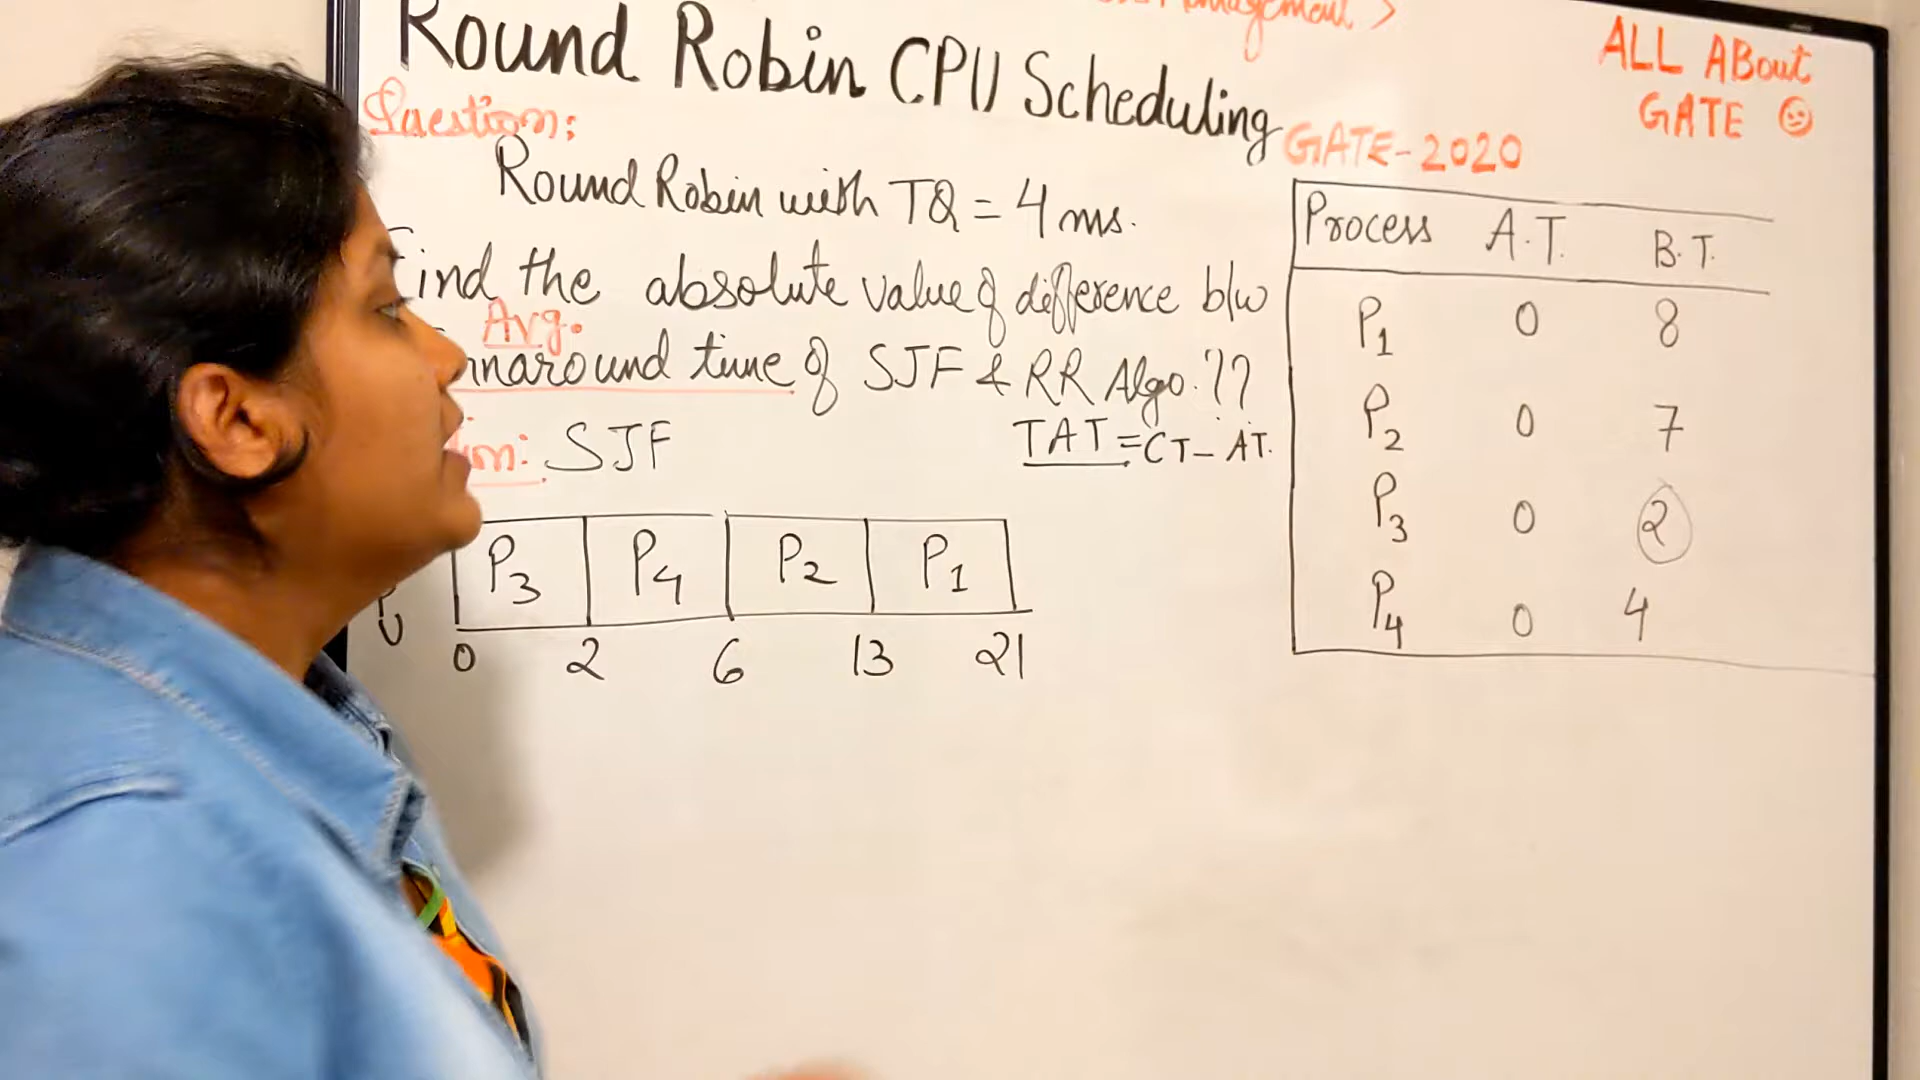 Management >
Round Robin CPU Scheduling
ALL ABout
GATE
Question:
GATE-2020
Round Robin with TQ = 4 ms.
Find the absolute value of difference b/w
Avg.
time of SJF & RR Algo. ??
SJF
TAT = CT - AT.
P3 P4 P2 P1
0 2 6 13 21
Process A.T. B.T.
P1 0 8
P2 0 7
P3 0 2
P4 0 4